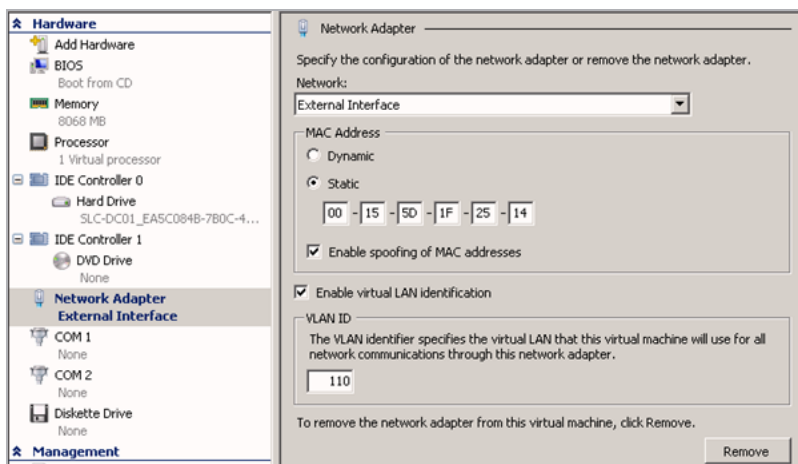 Hardware
Add Hardware
BIOS
Boot from CD
Memory
8068 MB
Processor
1 Virtual processor
IDE Controller 0
Hard Drive
SLC-DC01_EA5C084B-7B0C-4...
IDE Controller 1
DVD Drive
None
Network Adapter
External Interface
COM 1
None
COM 2
None
Diskette Drive
None
Management
Network Adapter
Specify the configuration of the network adapter or remove the network adapter.
Network:
External Interface
MAC Address
Dynamic
Static
00 - 15 - 5D - 1F - 25 - 14
Enable spoofing of MAC addresses
Enable virtual LAN identification
VLAN ID
The VLAN identifier specifies the virtual LAN that this virtual machine will use for all
network communications through this network adapter.
110
To remove the network adapter from this virtual machine, click Remove.
Remove